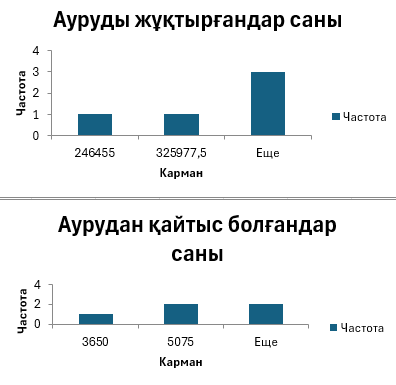 Ауруды жұқтырғандар саны
4
3
2
1
0
Частота
246455
325977,5
Еще
Карман
Частота
Аурудан қайтыс болғандар
саны
4
2
0
Частота
3650
5075
Еще
Карман
Частота